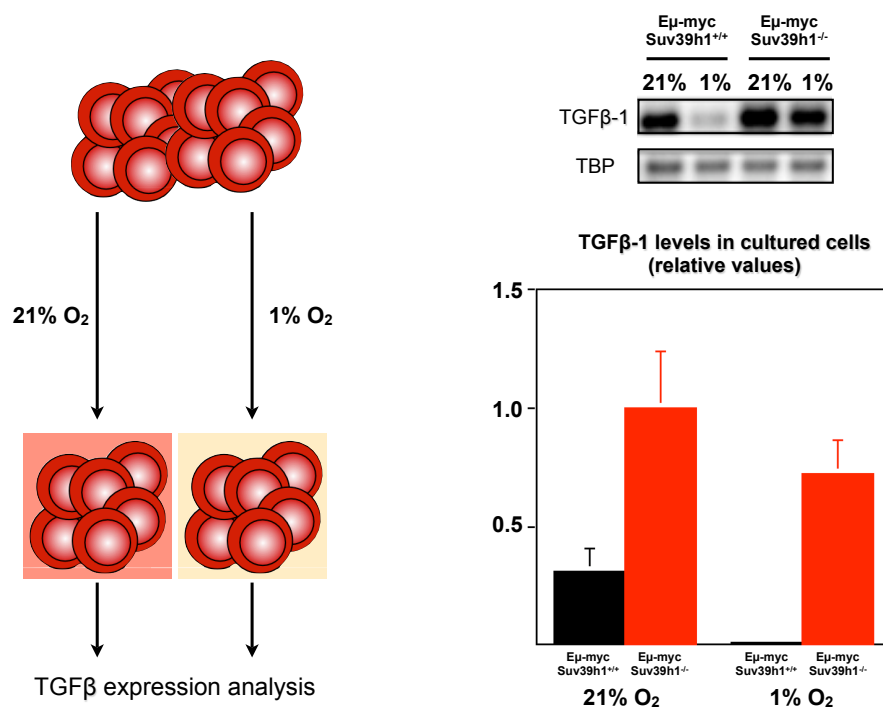 21% O₂
1% O₂
TGFβ expression analysis
Eμ-myc Eμ-myc
Suv39h1⁺/⁺ Suv39h1⁻/⁻
21% 1% 21% 1%
TGFβ-1
TBP
TGFβ-1 levels in cultured cells
(relative values)
1.5
1.0
0.5
Eμ-myc Eμ-myc Eμ-myc Eμ-myc
Suv39h1⁺/⁺ Suv39h1⁻/⁻ Suv39h1⁺/⁺ Suv39h1⁻/⁻
21% O₂ 1% O₂